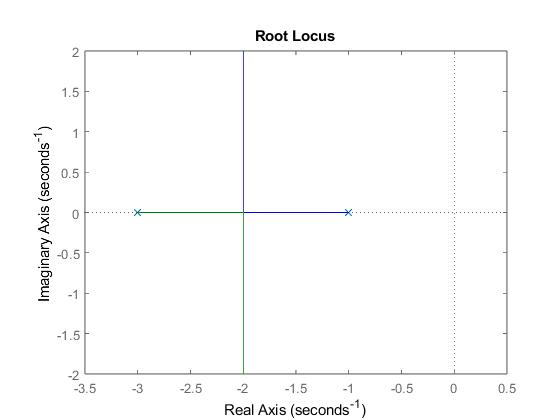 Root Locus
Imaginary Axis (seconds⁻¹)
2
1.5
1
0.5
0
-0.5
-1
-1.5
-2
-3.5 -3 -2.5 -2 -1.5 -1 -0.5 0 0.5
Real Axis (seconds⁻¹)